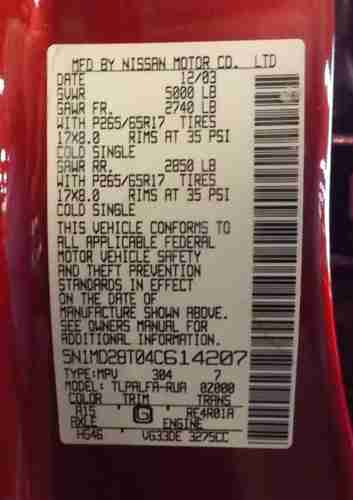 MFD BY NISSAN MOTOR CO. LTD
DATE 12/03
GVWR 5000 LB
GAWR FR. 2740 LB
WITH P265/65R17 TIRES
17X8.0 RIMS AT 35 PSI
COLD SINGLE
GAWR RR. 2850 LB
WITH P265/65R17 TIRES
17X8.0 RIMS AT 35 PSI
COLD SINGLE
THIS VEHICLE CONFORMS TO
ALL APPLICABLE FEDERAL
MOTOR VEHICLE SAFETY
AND THEFT PREVENTION
STANDARDS IN EFFECT
ON THE DATE OF
MANUFACTURE SHOWN ABOVE.
SEE OWNERS MANUAL FOR
ADDITIONAL INFORMATION.
5N1MD28T04C614207
TYPE:MPV 304 7
MODEL: TLPALFA-RUA 0Z000
COLOR TRIM TRANS
A15 G RE4R01A
AXLE ENGINE
H546 VG33DE 3275CC